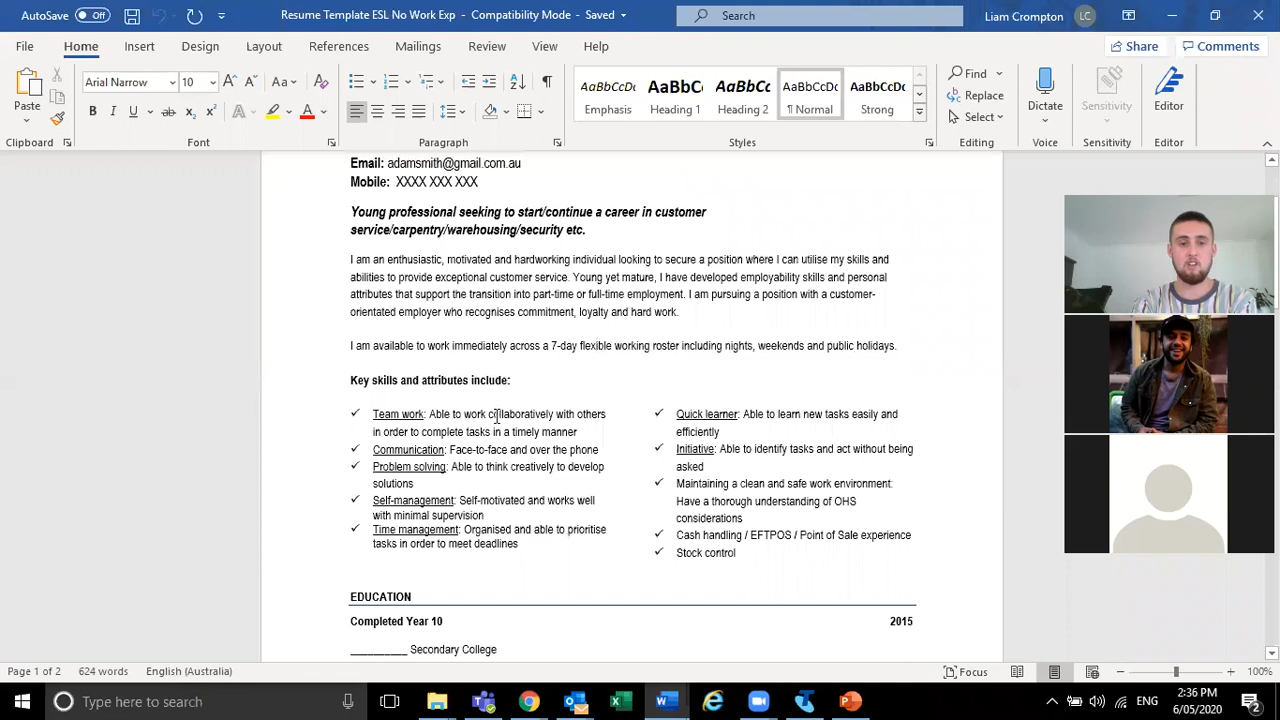 AutoSave Off Resume Template ESL No Work Exp - Compatibility Mode - Saved Search Liam Crompton LC
File Home Insert Design Layout References Mailings Review View Help Share Comments
Paste Arial Narrow 10 Aa
AaBbCcDc AaBbC AaBbCc AaBbCcDc AaBbCcDc
Emphasis Heading 1 Heading 2 ¶ Normal Strong
Find
Replace
Select
Dictate Sensitivity Editor
Clipboard Font Paragraph Styles Editing Voice Sensitivity Editor
Email: adamsmith@gmail.com.au
Mobile: XXXX XXX XXX
Young professional seeking to start/continue a career in customer
service/carpentry/warehousing/security etc.
I am an enthusiastic, motivated and hardworking individual looking to secure a position where I can utilise my skills and
abilities to provide exceptional customer service. Young yet mature, I have developed employability skills and personal
attributes that support the transition into part-time or full-time employment. I am pursuing a position with a customer-
orientated employer who recognises commitment, loyalty and hard work.
I am available to work immediately across a 7-day flexible working roster including nights, weekends and public holidays.
Key skills and attributes include:
✓ Team work: Able to work collaboratively with others
in order to complete tasks in a timely manner
✓ Communication: Face-to-face and over the phone
✓ Problem solving: Able to think creatively to develop
solutions
✓ Self-management: Self-motivated and works well
with minimal supervision
✓ Time management: Organised and able to prioritise
tasks in order to meet deadlines
✓ Quick learner: Able to learn new tasks easily and
efficiently
✓ Initiative: Able to identify tasks and act without being
asked
✓ Maintaining a clean and safe work environment:
Have a thorough understanding of OHS
considerations
✓ Cash handling / EFTPOS / Point of Sale experience
✓ Stock control
EDUCATION
Completed Year 10 2015
_________ Secondary College
Page 1 of 2 624 words English (Australia) Focus 100%
Type here to search ENG 2:36 PM
6/05/2020 2